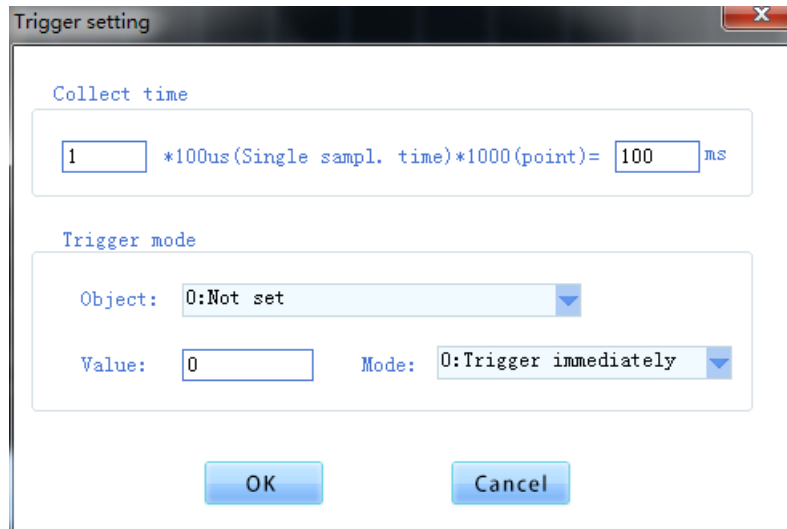 Trigger setting
x
Collect time
1 *100us(Single sampl. time)*1000(point)= 100 ms
Trigger mode
Object: 0:Not set
Value: 0 Mode: 0:Trigger immediately
OK Cancel